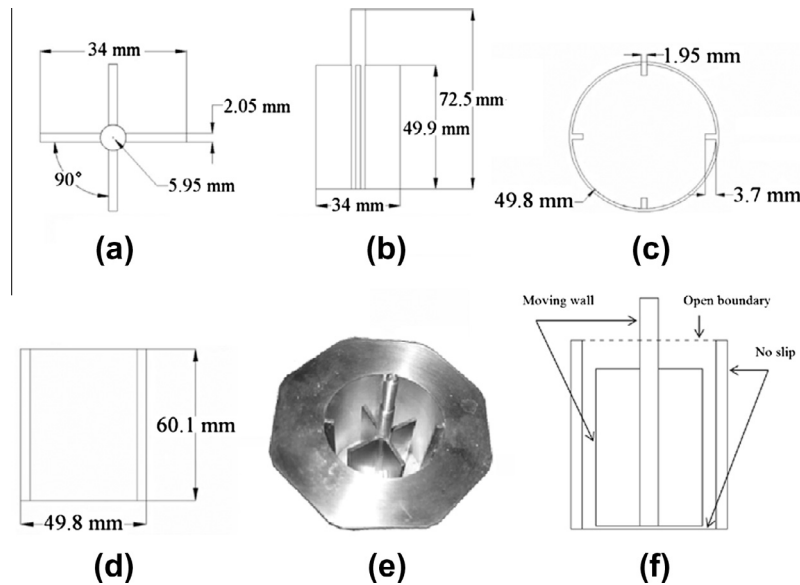 34 mm
2.05 mm
90°
5.95 mm
(a)
72.5 mm
49.9 mm
34 mm
(b)
1.95 mm
49.8 mm
3.7 mm
(c)
60.1 mm
49.8 mm
(d)
(e)
Moving wall
Open boundary
No slip
(f)